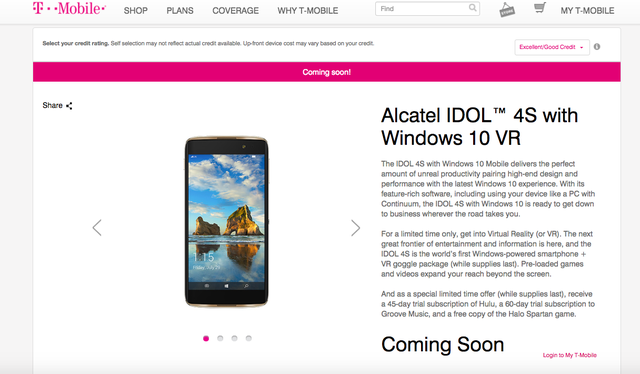 T··Mobile·
SHOP
PLANS
COVERAGE
WHY T-MOBILE
Find
MY T-MOBILE
Select your credit rating. Self selection may not reflect actual credit available. Up-front device cost may vary based on your credit.
Excellent/Good Credit
Coming soon!
Share
Alcatel IDOL™ 4S with
Windows 10 VR
The IDOL 4S with Windows 10 Mobile delivers the perfect
amount of unreal productivity pairing high-end design and
performance with the latest Windows 10 experience. With its
feature-rich software, including using your device like a PC with
Continuum, the IDOL 4S with Windows 10 is ready to get down
to business wherever the road takes you.
For a limited time only, get into Virtual Reality (or VR). The next
great frontier of entertainment and information is here, and the
IDOL 4S is the world's first Windows-powered smartphone +
VR goggle package (while supplies last). Pre-loaded games
and videos expand your reach beyond the screen.
And as a special limited time offer (while supplies last), receive
a 45-day trial subscription of Hulu, a 60-day trial subscription to
Groove Music, and a free copy of the Halo Spartan game.
Coming Soon
Login to My T-Mobile
1:15